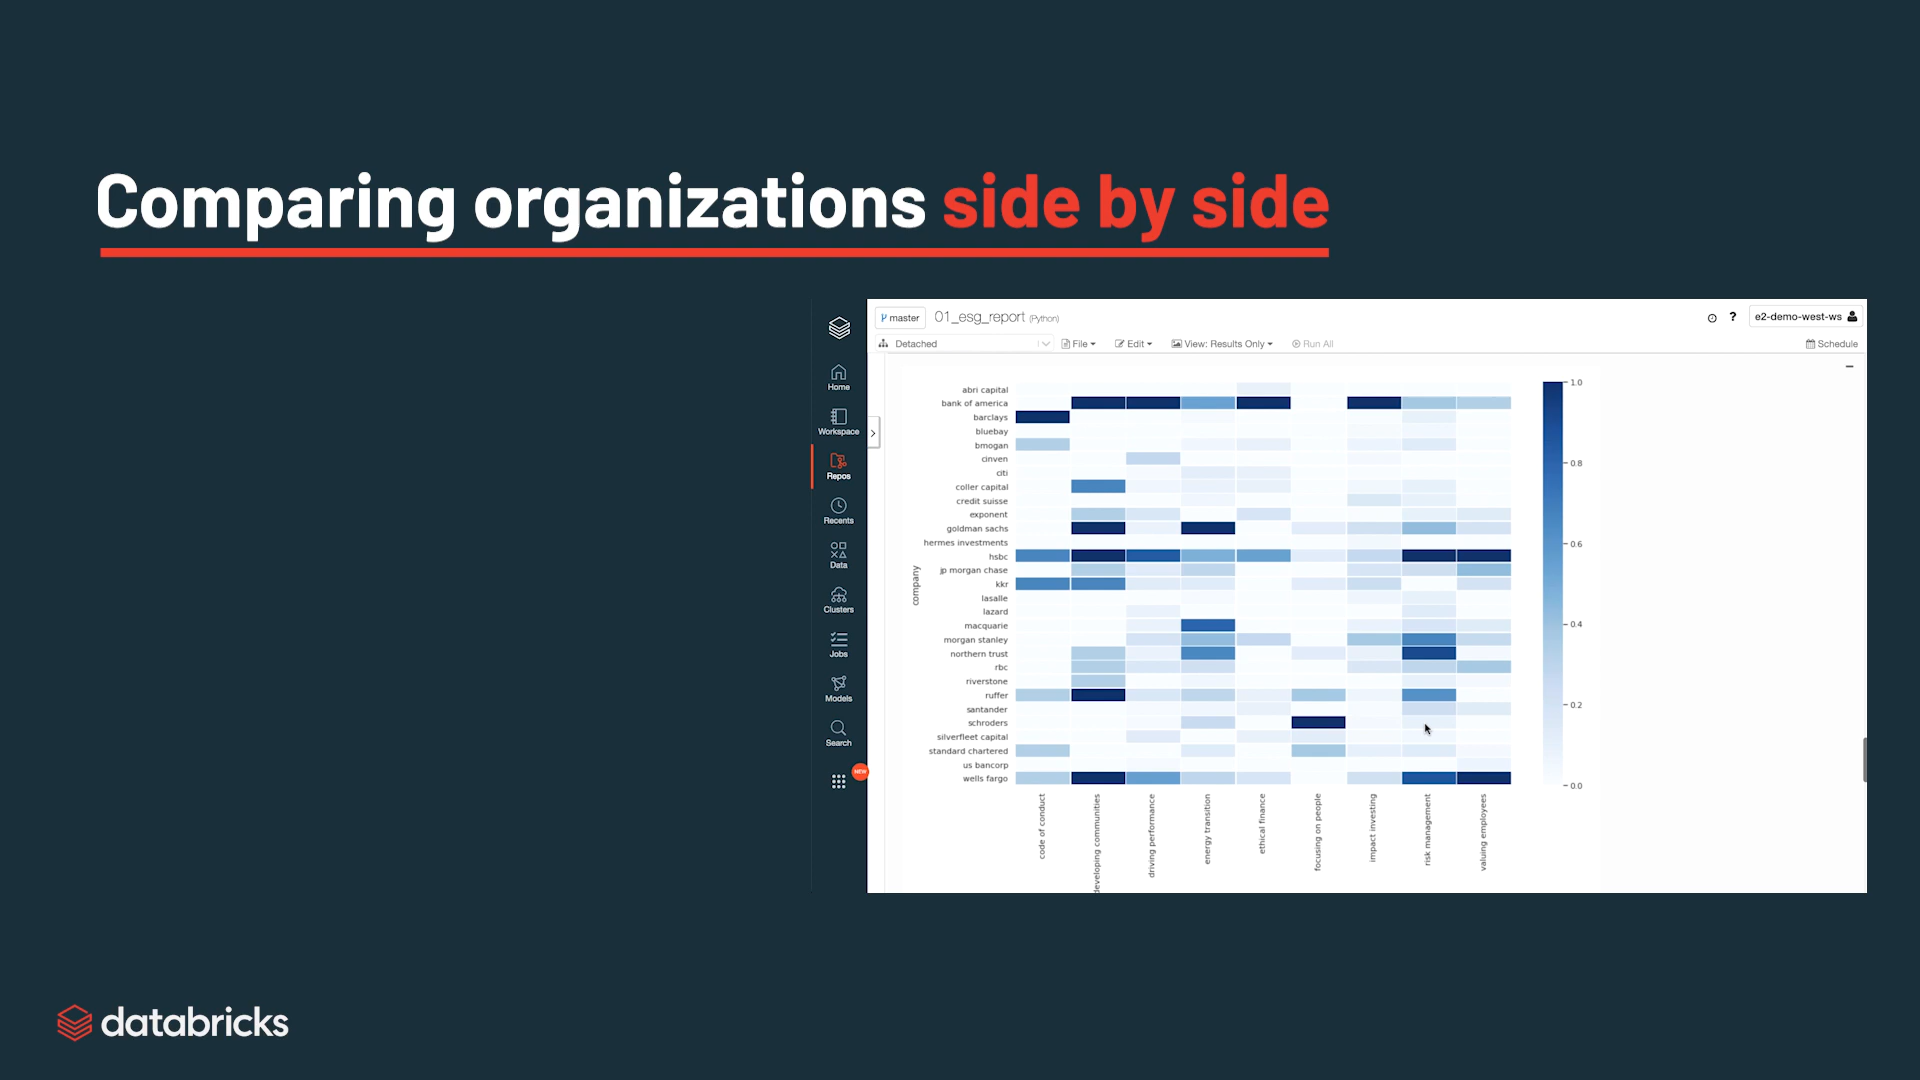 Comparing organizations side by side
master
01_esg_report (Python)
?
e2-demo-west-ws
Detached
File
Edit
View: Results Only
Run All
Schedule
Home
Workspace
Repos
Recents
Data
Clusters
Jobs
Models
Search
NEW
company
abri capital
bank of america
barclays
bluebay
bmogan
cinven
citi
coller capital
credit suisse
exponent
goldman sachs
hermes investments
hsbc
jp morgan chase
kkr
lasalle
lazard
macquarie
morgan stanley
northern trust
rbc
riverstone
ruffer
santander
schroders
silverfleet capital
standard chartered
us bancorp
wells fargo
code of conduct
developing communities
driving performance
energy transition
ethical finance
focusing on people
impact investing
risk management
valuing employees
1.0
0.8
0.6
0.4
0.2
0.0
databricks